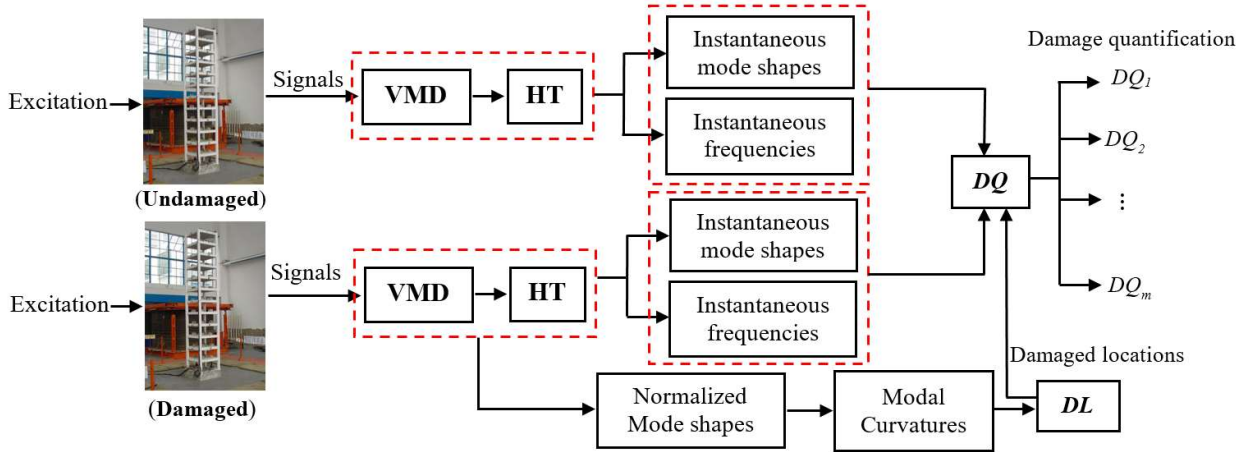 Excitation
(Undamaged)
Signals
VMD
HT
Instantaneous
mode shapes
Instantaneous
frequencies
Excitation
(Damaged)
Signals
VMD
HT
Instantaneous
mode shapes
Instantaneous
frequencies
Normalized
Mode shapes
Modal
Curvatures
DL
Damaged locations
DQ
Damage quantification
DQ1
DQ2
⋮
DQm